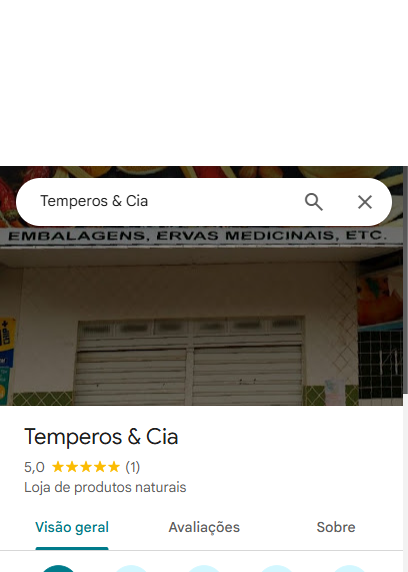 Temperos & Cia
EMBALAGENS, ERVAS MEDICINAIS, ETC.
Temperos & Cia
5,0 (1)
Loja de produtos naturais
Visão geral Avaliações Sobre